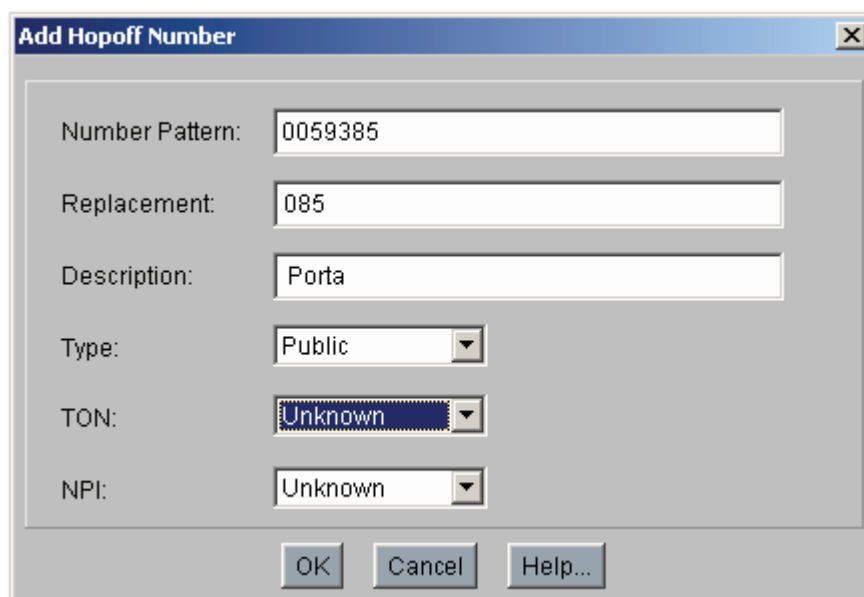 Add Hopoff Number
Number Pattern: 0059385
Replacement: 085
Description: Porta
Type: Public
TON: Unknown
NPI: Unknown
OK Cancel Help...